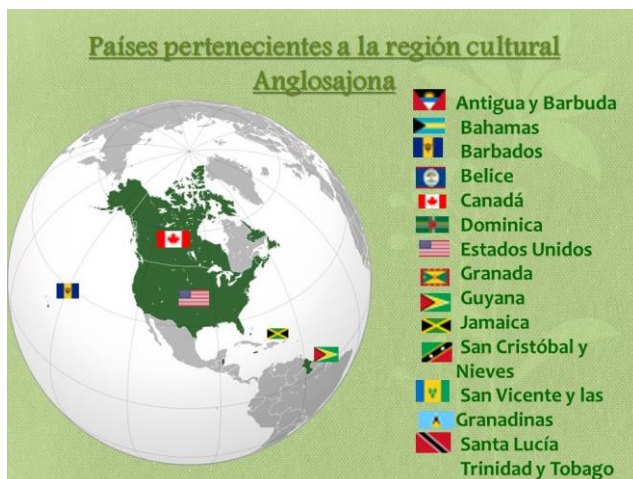 Países pertenecientes a la región cultural
Anglosajona
Antigua y Barbuda
Bahamas
Barbados
Belice
Canadá
Dominica
Estados Unidos
Granada
Guyana
Jamaica
San Cristóbal y
Nieves
San Vicente y las
Granadinas
Santa Lucía
Trinidad y Tobago